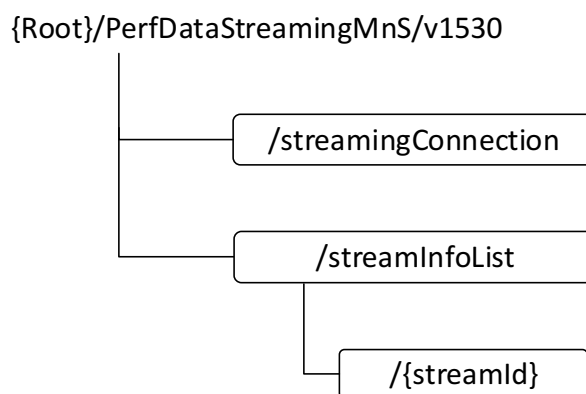 {Root}/PerfDataStreamingMnS/v1530
/streamingConnection
/streamInfoList
/{streamId}